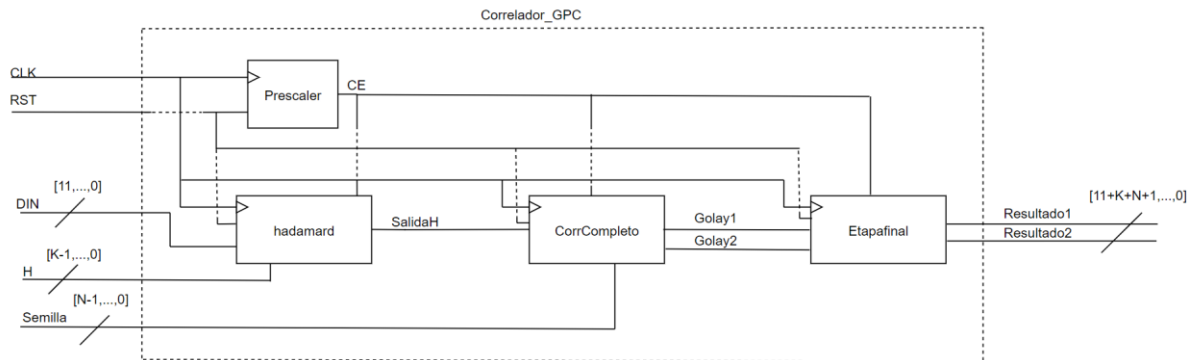 Correlador_GPC
CLK
CE
Prescaler
RST
[11,...,0]
[11+K+N+1,...,0]
DIN
SalidaH
Golay1
Resultado1
hadamard
CorrCompleto
Etapafinal
Golay2
Resultado2
[K-1,...,0]
H
[N-1,...,0]
Semilla